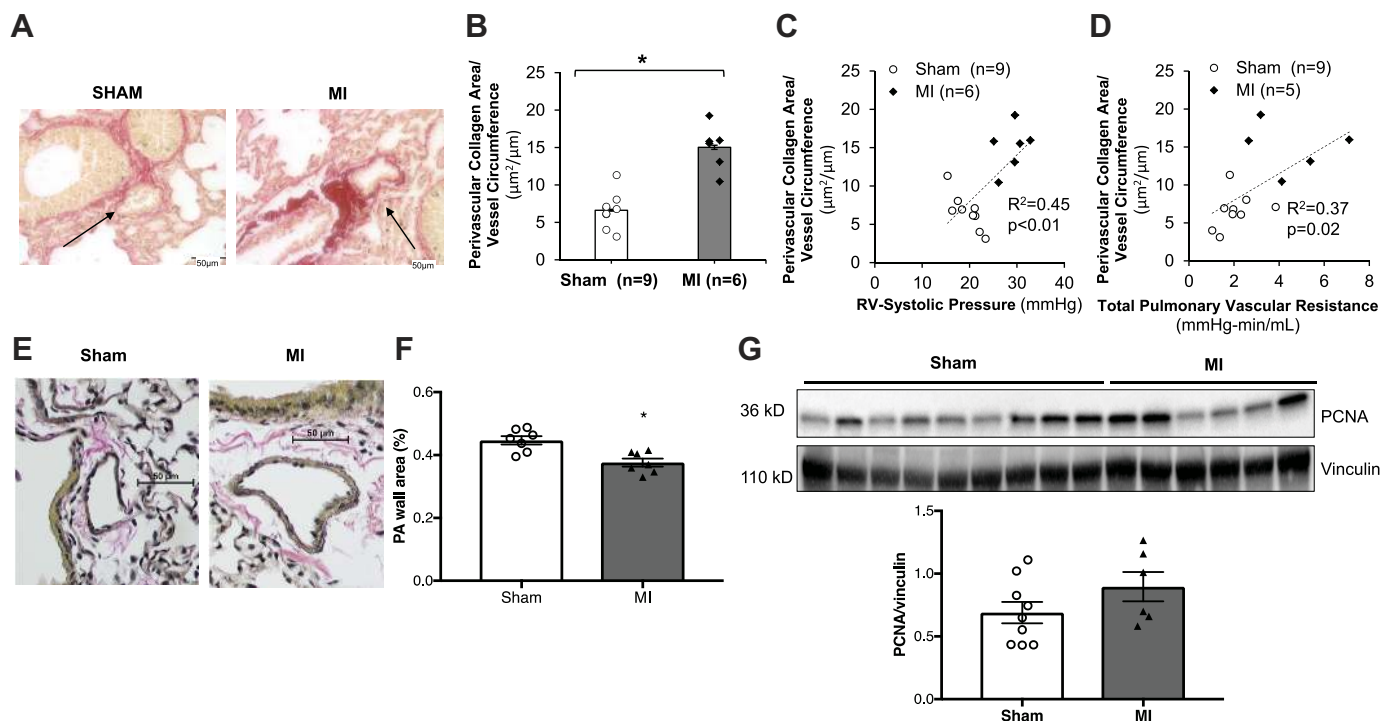 A
SHAM
MI
50μm
50μm
B
Perivascular Collagen Area/
Vessel Circumference
(μm²/μm)
25
20
15
10
5
0
*
Sham (n=9)
MI (n=6)
C
Perivascular Collagen Area/
Vessel Circumference
(μm²/μm)
25
20
15
10
5
0
Sham (n=9)
MI (n=6)
R²=0.45
p<0.01
0 10 20 30 40
RV-Systolic Pressure (mmHg)
D
Perivascular Collagen Area/
Vessel Circumference
(μm²/μm)
25
20
15
10
5
0
Sham (n=9)
MI (n=5)
R²=0.37
p=0.02
0 2 4 6 8
Total Pulmonary Vascular Resistance
(mmHg-min/mL)
E
Sham
MI
50 μm
50 μm
F
PA wall area (%)
0.6
0.4
0.2
0.0
*
Sham
MI
G
Sham
MI
36 kD
PCNA
110 kD
Vinculin
PCNA/vinculin
1.5
1.0
0.5
0.0
Sham
MI